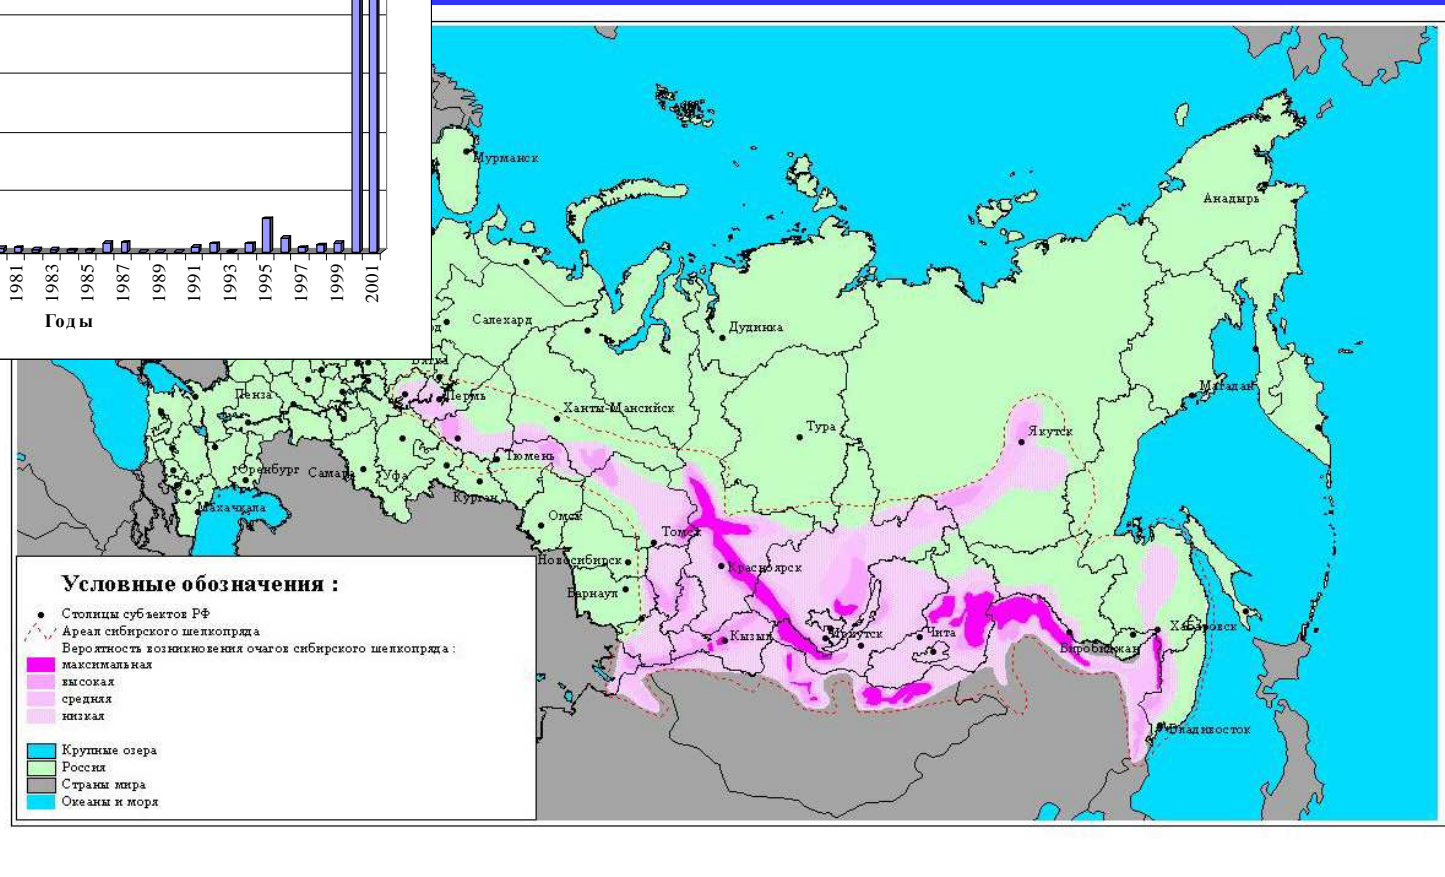 1981
1983
1985
1987
1989
1991
1993
1995
1997
1999
2001
Годы
Мурманск
Анадырь
Салехард
Дудинка
Вятка
Магадан
Пенза
Пермь
Ханты-Мансийск
Тура
Якутск
Тюмень
Оренбург
Самара
Уфа
Курган
Махачкала
Омск
Томск
Новосибирск
Красноярск
Барнаул
Кызыл
Иркутск
Чита
Хабаровск
Биробиджан
Владивосток
Условные обозначения :
Столицы субъектов РФ
Ареал сибирского шелкопряда
Вероятность возникновения очагов сибирского шелкопряда :
максимальная
высокая
средняя
низкая
Крупные озера
Россия
Страны мира
Океаны и моря